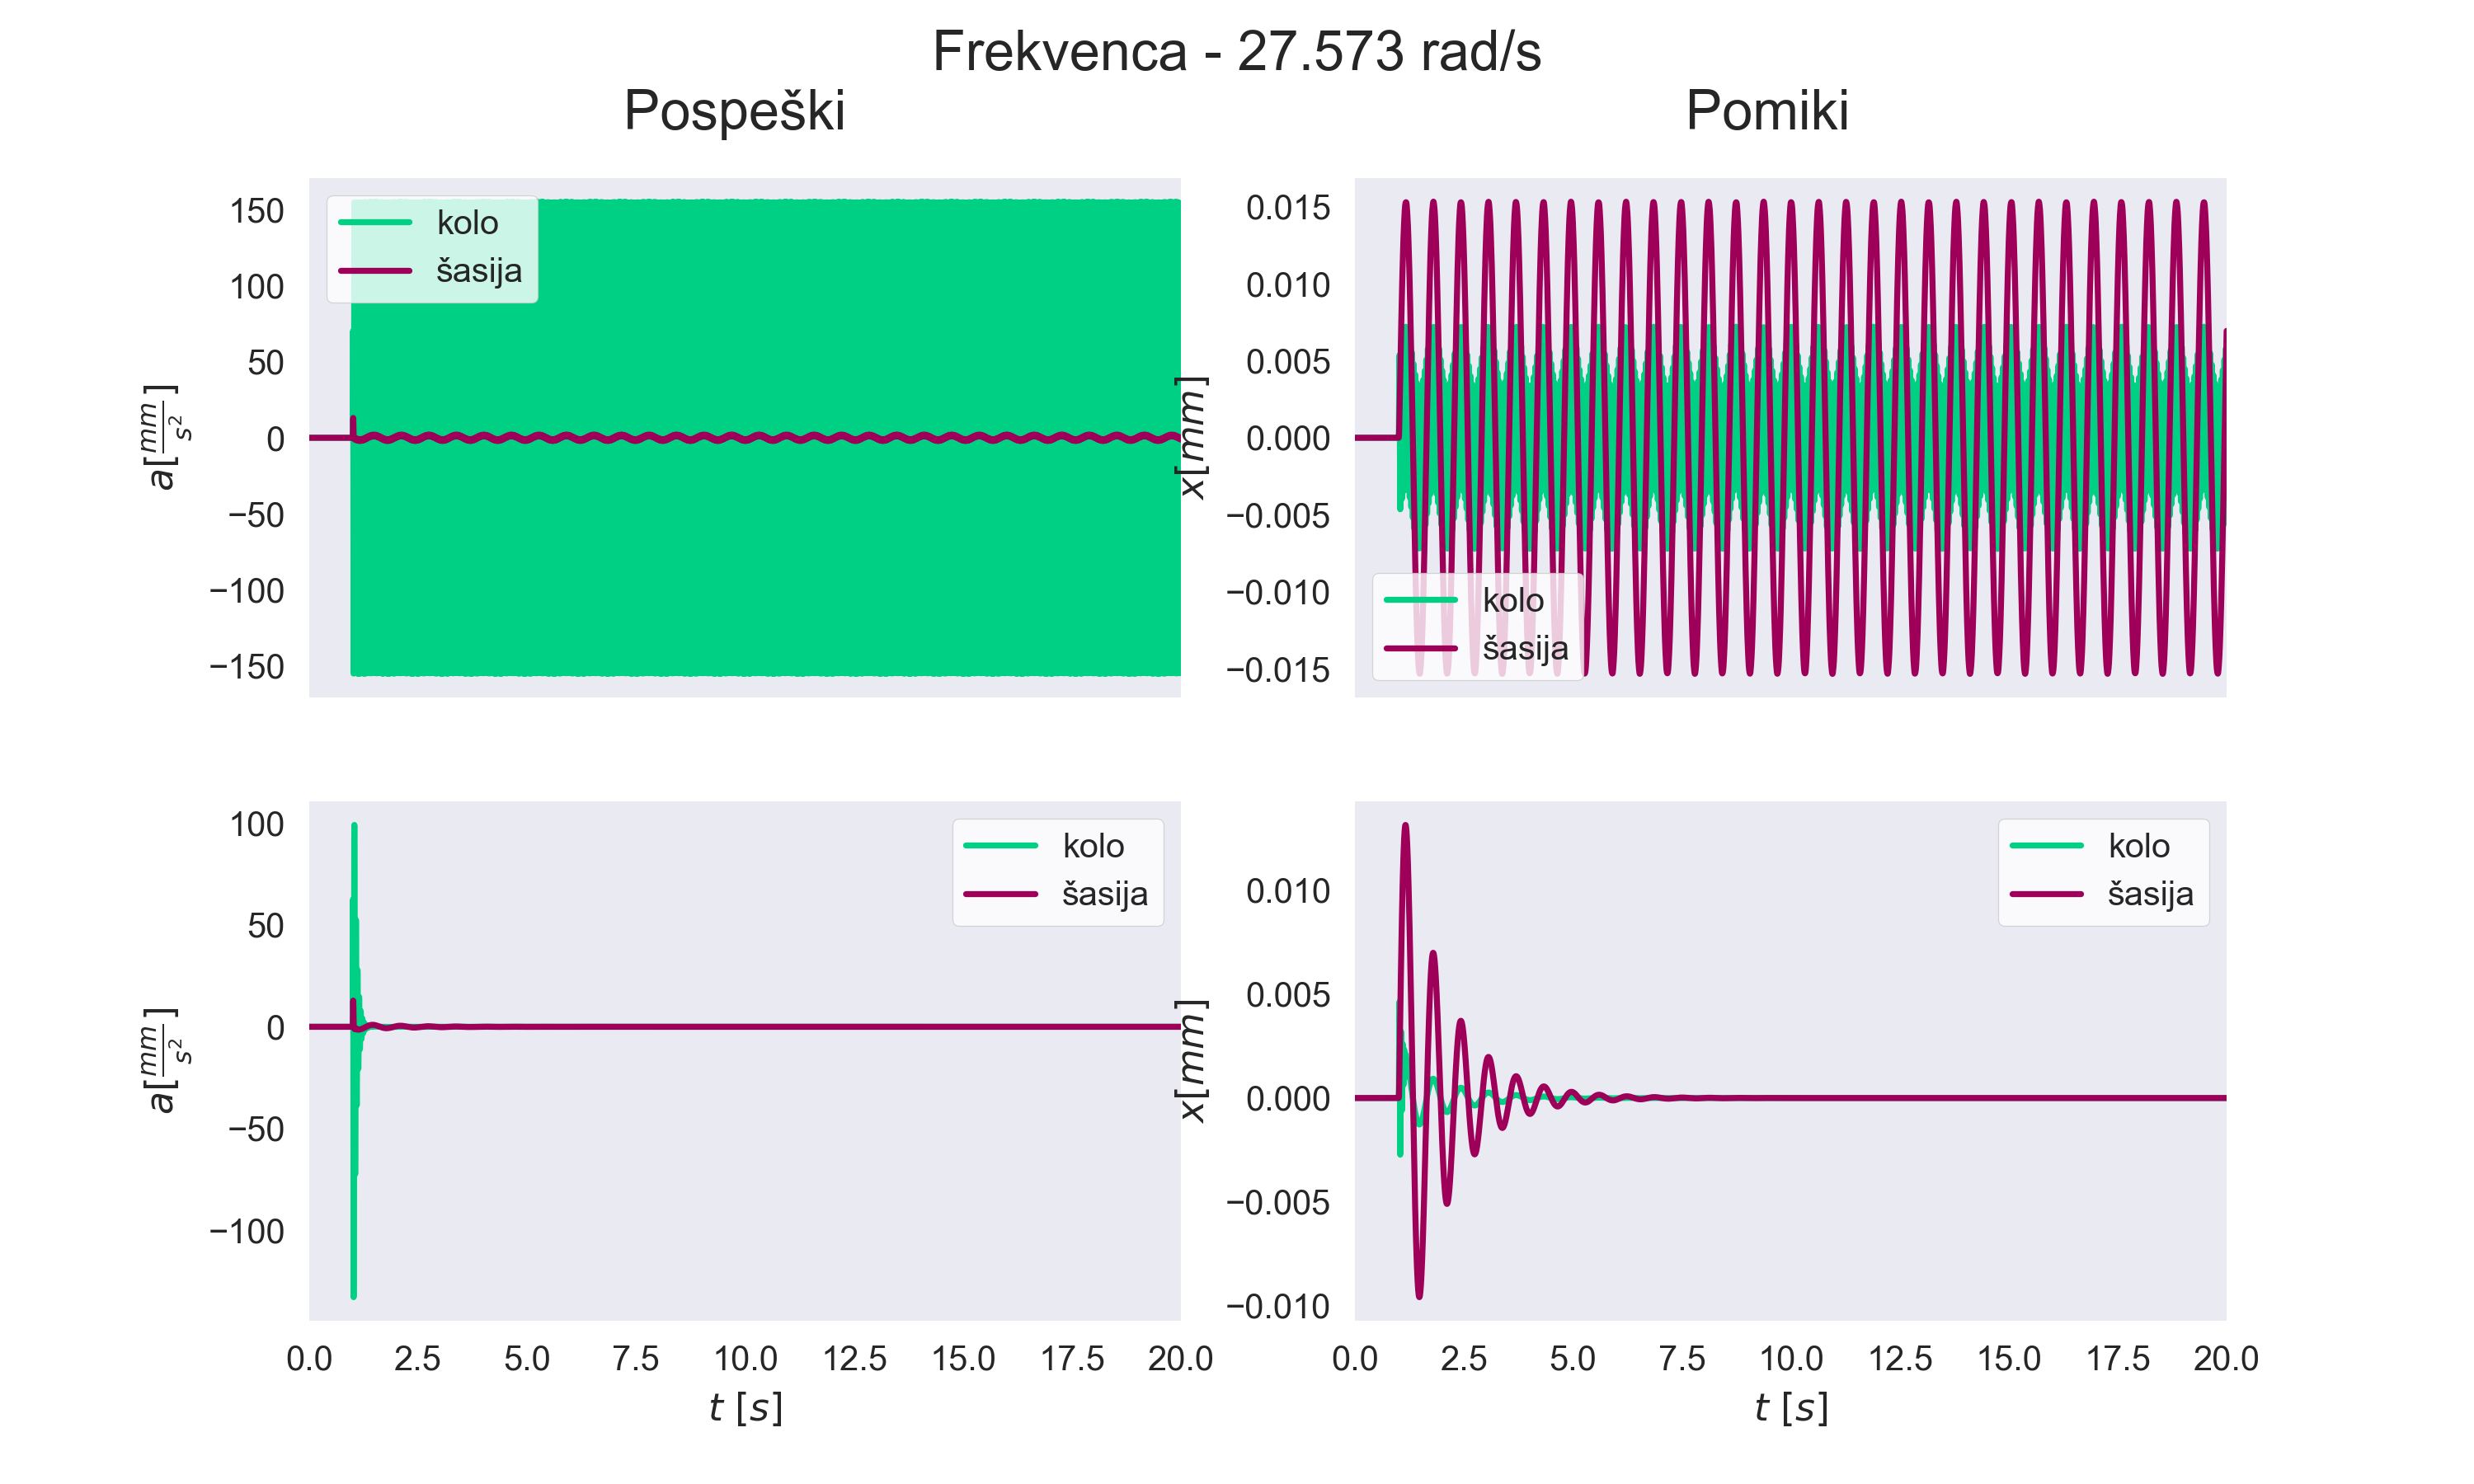 Frekvenca - 27.573 rad/s
Pospeški
Pomiki
150
100
50
0
−50
−100
−150
a[mm/s²]
kolo
šasija
0.015
0.010
0.005
0.000
−0.005
−0.010
−0.015
x[mm]
kolo
šasija
100
50
0
−50
−100
a[mm/s²]
kolo
šasija
0.0 2.5 5.0 7.5 10.0 12.5 15.0 17.5 20.0
t [s]
0.010
0.005
0.000
−0.005
−0.010
x[mm]
kolo
šasija
0.0 2.5 5.0 7.5 10.0 12.5 15.0 17.5 20.0
t [s]